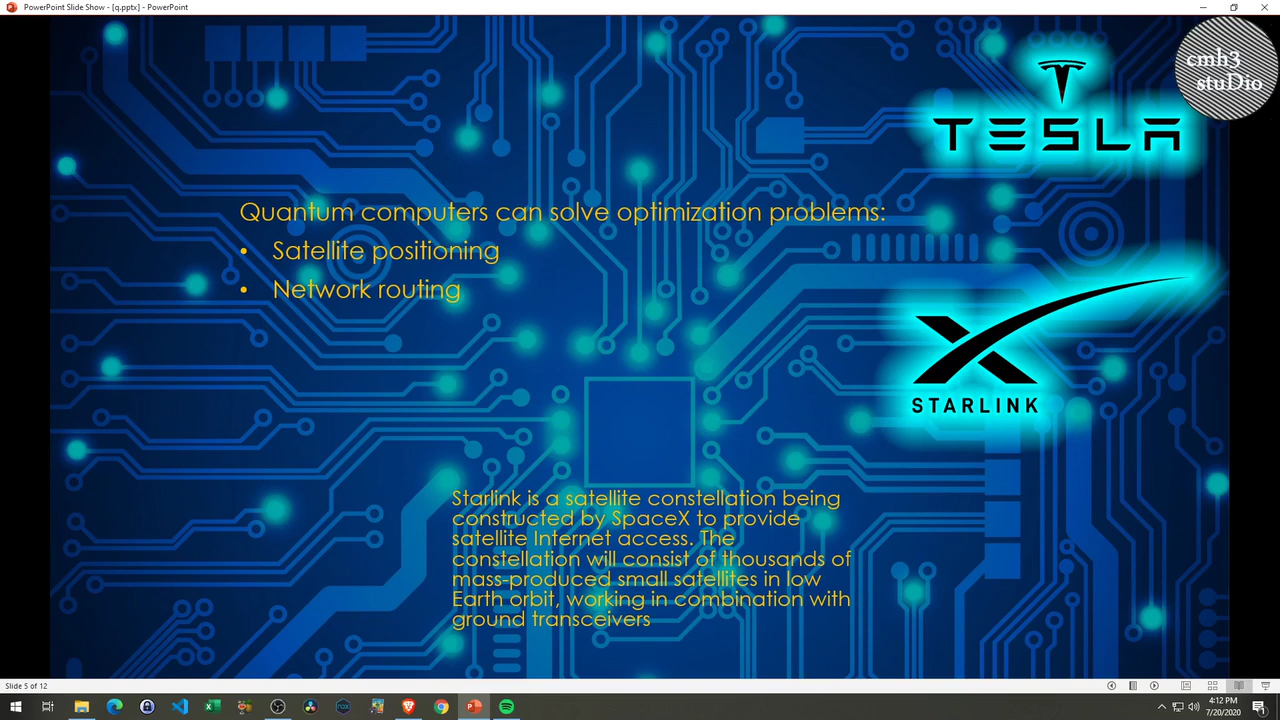 PowerPoint Slide Show - [q.pptx] - PowerPoint
cmh3
stuDio
TESLA
Quantum computers can solve optimization problems:
• Satellite positioning
• Network routing
STARLINK
Starlink is a satellite constellation being
constructed by SpaceX to provide
satellite Internet access. The
constellation will consist of thousands of
mass-produced small satellites in low
Earth orbit, working in combination with
ground transceivers
Slide 5 of 12
4:12 PM
7/20/2020